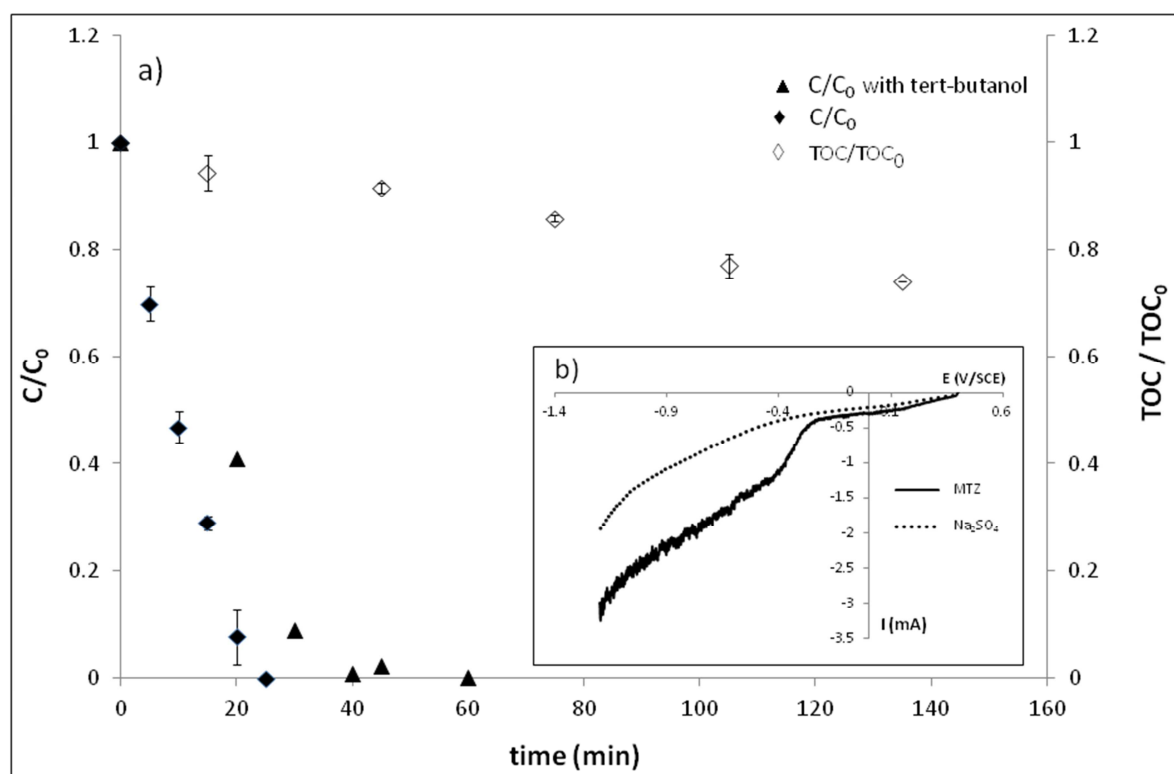 a)
1.2
1
0.8
0.6
0.4
0.2
0
C/C₀
0 20 40 60 80 100 120 140 160
time (min)
1.2
1
0.8
0.6
0.4
0.2
0
TOC / TOC₀
C/C₀ with tert-butanol
C/C₀
TOC/TOC₀
b)
E (V/SCE)
-1.4 -0.9 -0.4 0.1 0.6
0
-0.5
-1
-1.5
-2
-2.5
-3
-3.5
I (mA)
MTZ
Na₂SO₄